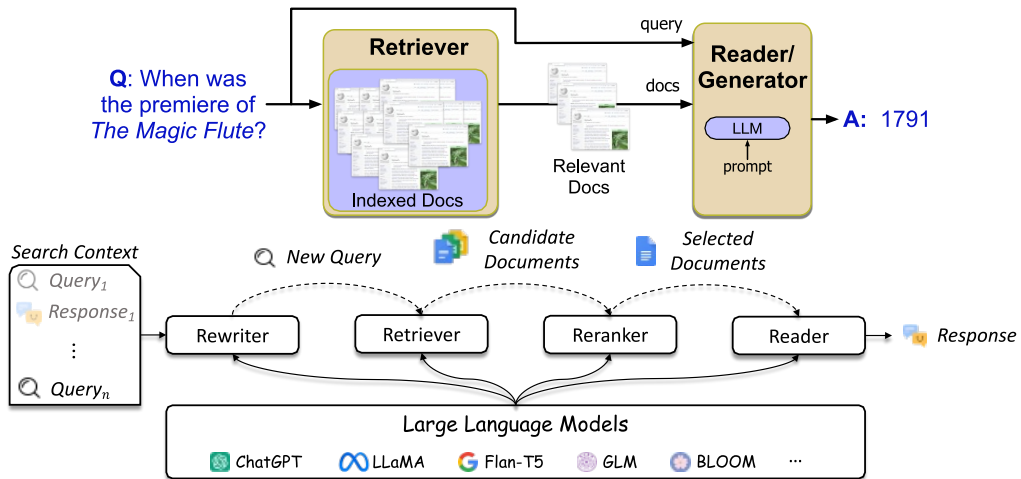 Retriever
query
Reader/
Generator
Q: When was
the premiere of
The Magic Flute?
docs
LLM
prompt
A: 1791
Indexed Docs
Relevant
Docs
Search Context
Query1
Response1
⋮
Queryn
New Query
Candidate
Documents
Selected
Documents
Rewriter
Retriever
Reranker
Reader
Response
Large Language Models
ChatGPT
LLaMA
Flan-T5
GLM
BLOOM
...